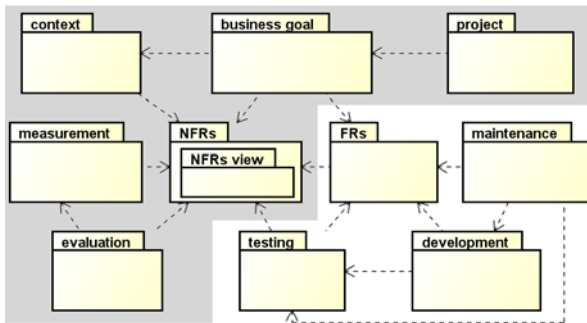 context
business goal
project
measurement
NFRs
NFRs view
FRs
maintenance
evaluation
testing
development